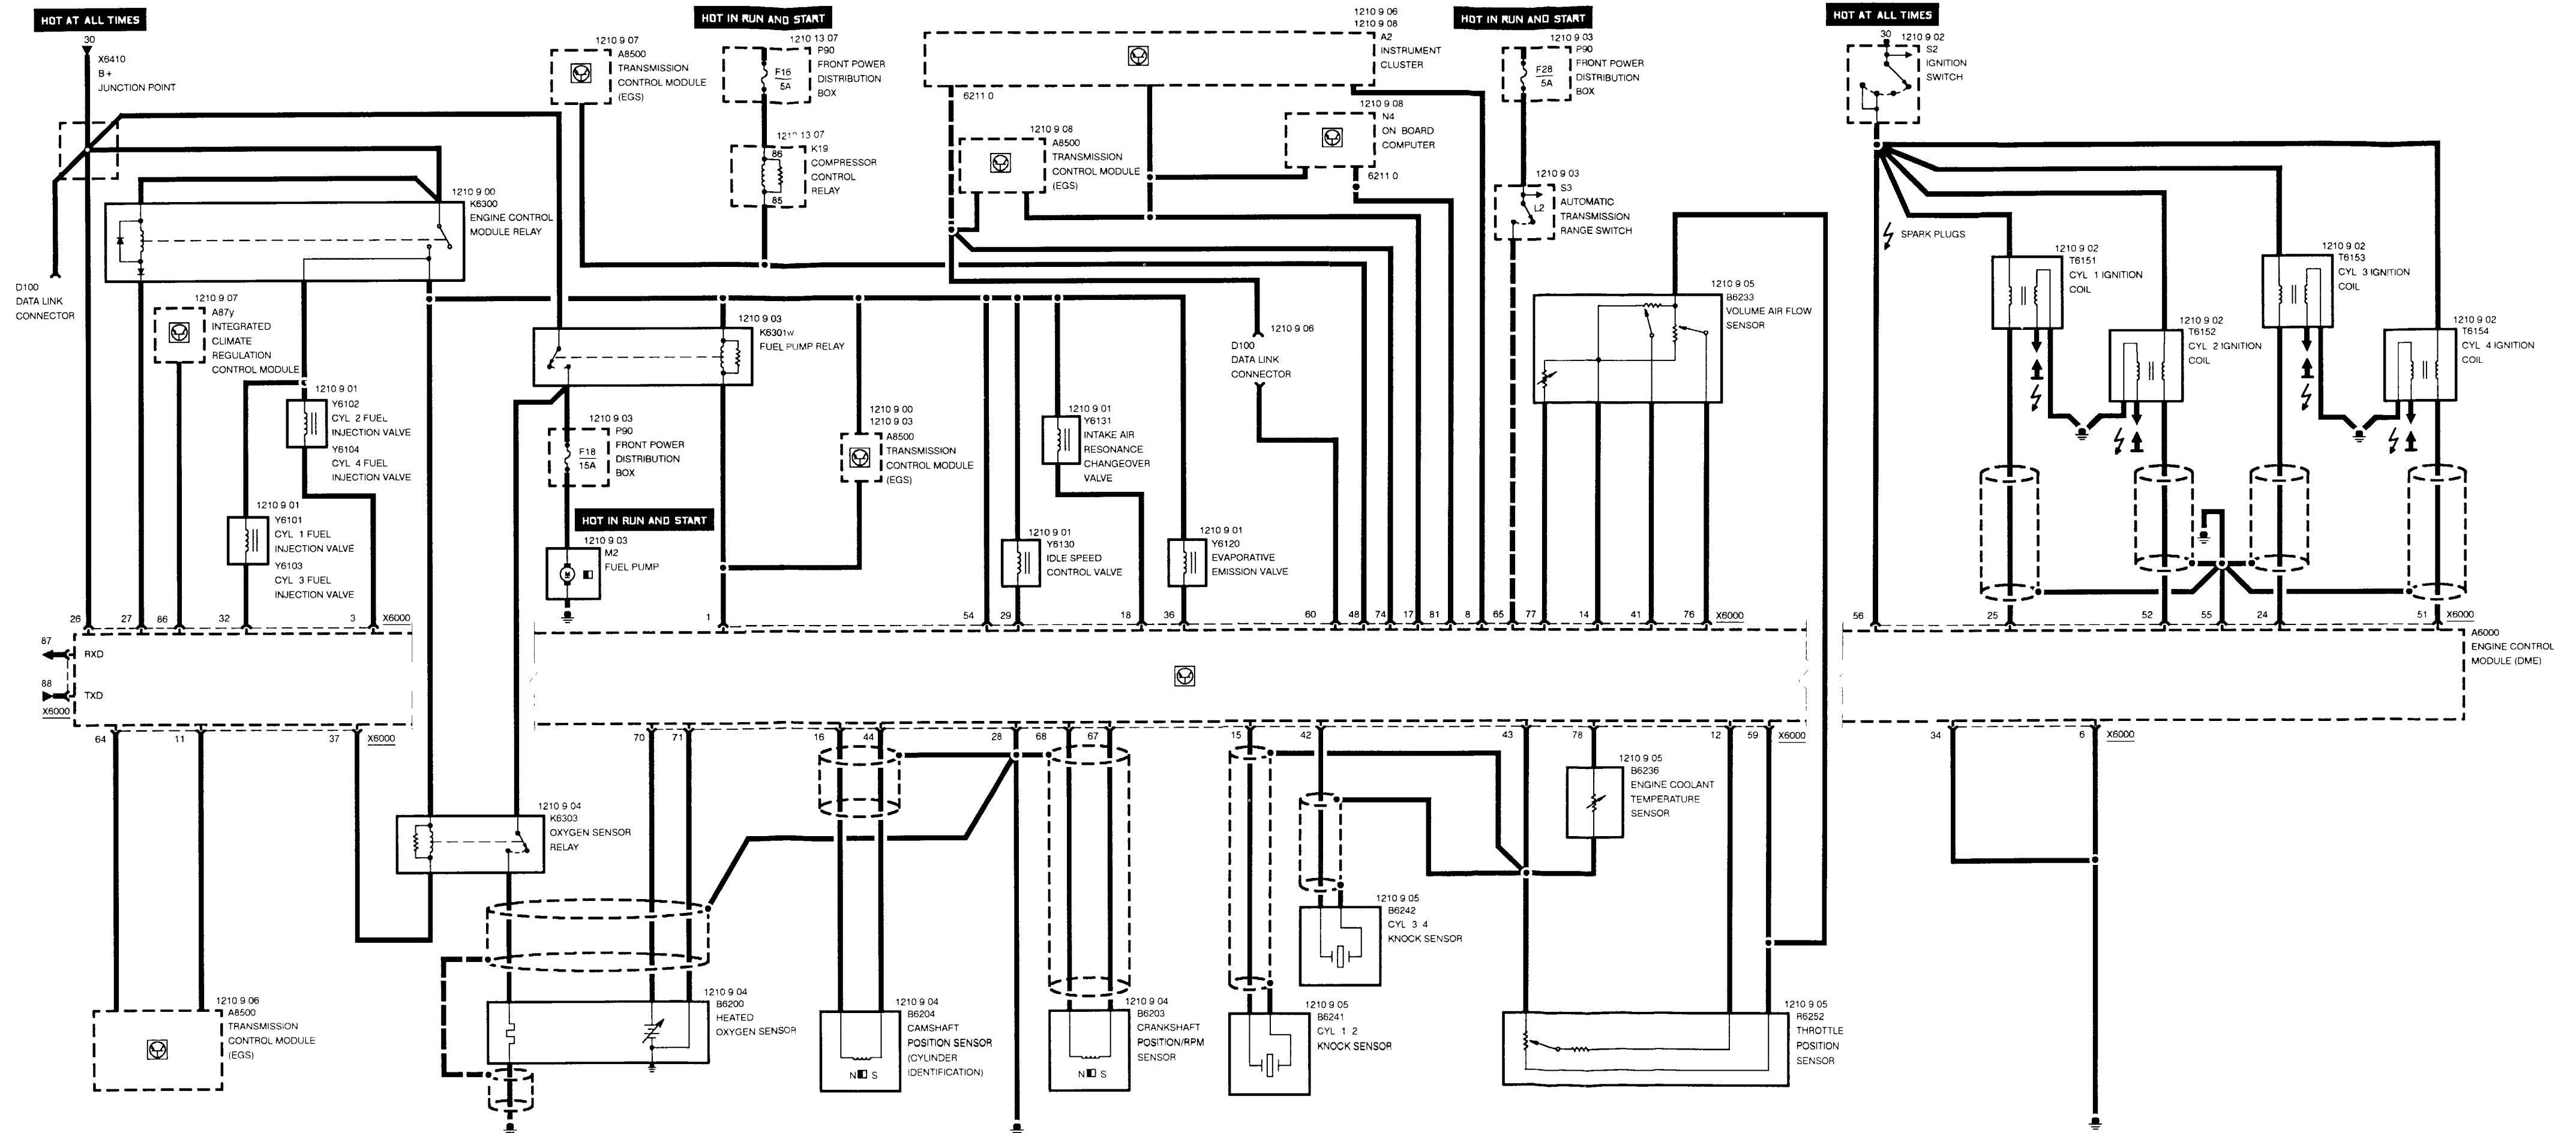 HOT AT ALL TIMES
30
X6410
B+
JUNCTION POINT
D100
DATA LINK
CONNECTOR
1210 9 00
K6300
ENGINE CONTROL
MODULE RELAY
1210 9 07
A87y
INTEGRATED
CLIMATE
REGULATION
CONTROL MODULE
1210 9 01
Y6102
CYL 2 FUEL
INJECTION VALVE
Y6104
CYL 4 FUEL
INJECTION VALVE
1210 9 01
Y6101
CYL 1 FUEL
INJECTION VALVE
Y6103
CYL 3 FUEL
INJECTION VALVE
1210 9 07
A8500
TRANSMISSION
CONTROL MODULE
(EGS)
HOT IN RUN AND START
1210 13 07
P90
FRONT POWER
DISTRIBUTION
BOX
F16
5A
13 07
K19
COMPRESSOR
CONTROL
RELAY
86
85
1210 9 03
K6301w
FUEL PUMP RELAY
1210 9 03
P90
FRONT POWER
DISTRIBUTION
BOX
F18
15A
HOT IN RUN AND START
1210 9 03
M2
FUEL PUMP
M
1210 9 00
1210 9 03
A8500
TRANSMISSION
CONTROL MODULE
(EGS)
1210 9 06
1210 9 08
A2
INSTRUMENT
CLUSTER
6211 0
1210 9 08
A8500
TRANSMISSION
CONTROL MODULE
(EGS)
1210 9 08
N4
ON BOARD
COMPUTER
6211 0
1210 9 06
D100
DATA LINK
CONNECTOR
1210 9 01
Y6131
INTAKE AIR
RESONANCE
CHANGEOVER
VALVE
1210 9 01
Y6130
IDLE SPEED
CONTROL VALVE
1210 9 01
Y6120
EVAPORATIVE
EMISSION VALVE
HOT IN RUN AND START
1210 9 03
P90
FRONT POWER
DISTRIBUTION
BOX
F28
5A
1210 9 03
S3
AUTOMATIC
TRANSMISSION
RANGE SWITCH
L2
1210 9 05
B6233
VOLUME AIR FLOW
SENSOR
HOT AT ALL TIMES
30
1210 9 02
S2
IGNITION
SWITCH
SPARK PLUGS
1210 9 02
T6151
CYL 1 IGNITION
COIL
1210 9 02
T6152
CYL 2 IGNITION
COIL
1210 9 02
T6153
CYL 3 IGNITION
COIL
1210 9 02
T6154
CYL 4 IGNITION
COIL
26 27 86 32 3 X6000
1 54 29 18 36 60 48 74 17 81 8 65 77 14 41 76 X6000
56 25 52 55 24 51 X6000
87
RXD
88
TXD
X6000
A6000
ENGINE CONTROL
MODULE (DME)
64 11 37 X6000
70 71 16 44 28 68 67 15 42 43 78 12 59 X6000
34 6 X6000
1210 9 06
A8500
TRANSMISSION
CONTROL MODULE
(EGS)
1210 9 04
K6303
OXYGEN SENSOR
RELAY
1210 9 04
B6200
HEATED
OXYGEN SENSOR
1210 9 04
B6204
CAMSHAFT
POSITION SENSOR
(CYLINDER
IDENTIFICATION)
N S
1210 9 04
B6203
CRANKSHAFT
POSITION/RPM
SENSOR
N S
1210 9 05
B6241
CYL 1 2
KNOCK SENSOR
1210 9 05
B6242
CYL 3 4
KNOCK SENSOR
1210 9 05
B6236
ENGINE COOLANT
TEMPERATURE
SENSOR
1210 9 05
R6252
THROTTLE
POSITION
SENSOR